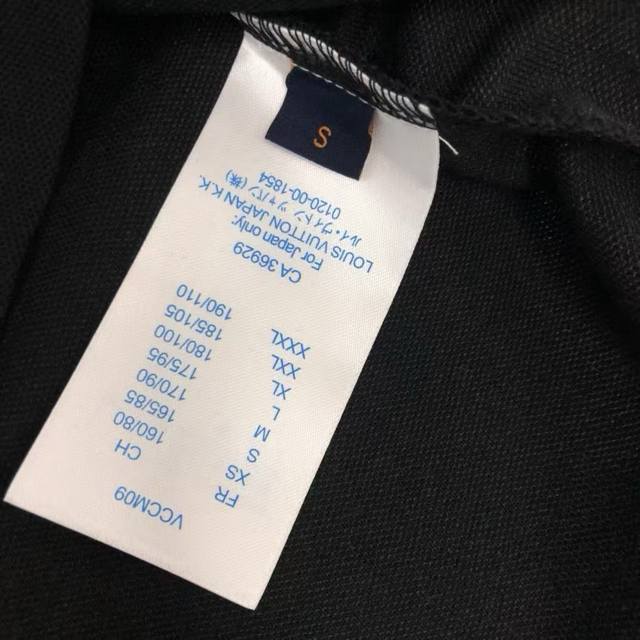 VCCM09
FR CH
XS 160/80
S 165/85
M 170/90
L 175/95
XL 180/100
XXL 185/105
XXXL 190/110
CA 36929
For Japan only:
LOUIS VUITTON JAPAN K.K.
ルイ・ヴィトン ジャパン (株)
0120-00-1854
S